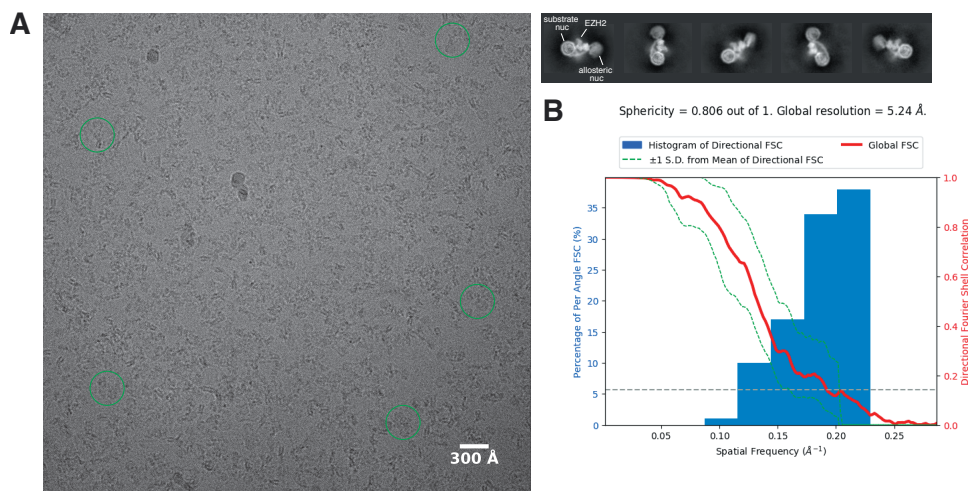 A
300 Å
substrate
nuc
EZH2
allosteric
nuc
B
Sphericity = 0.806 out of 1. Global resolution = 5.24 Å.
Histogram of Directional FSC
Global FSC
±1 S.D. from Mean of Directional FSC
Percentage of Per Angle FSC (%)
35
30
25
20
15
10
5
0
1.0
0.8
0.6
0.4
0.2
0.0
Directional Fourier Shell Correlation
0.05
0.10
0.15
0.20
0.25
Spatial Frequency (Å⁻¹)